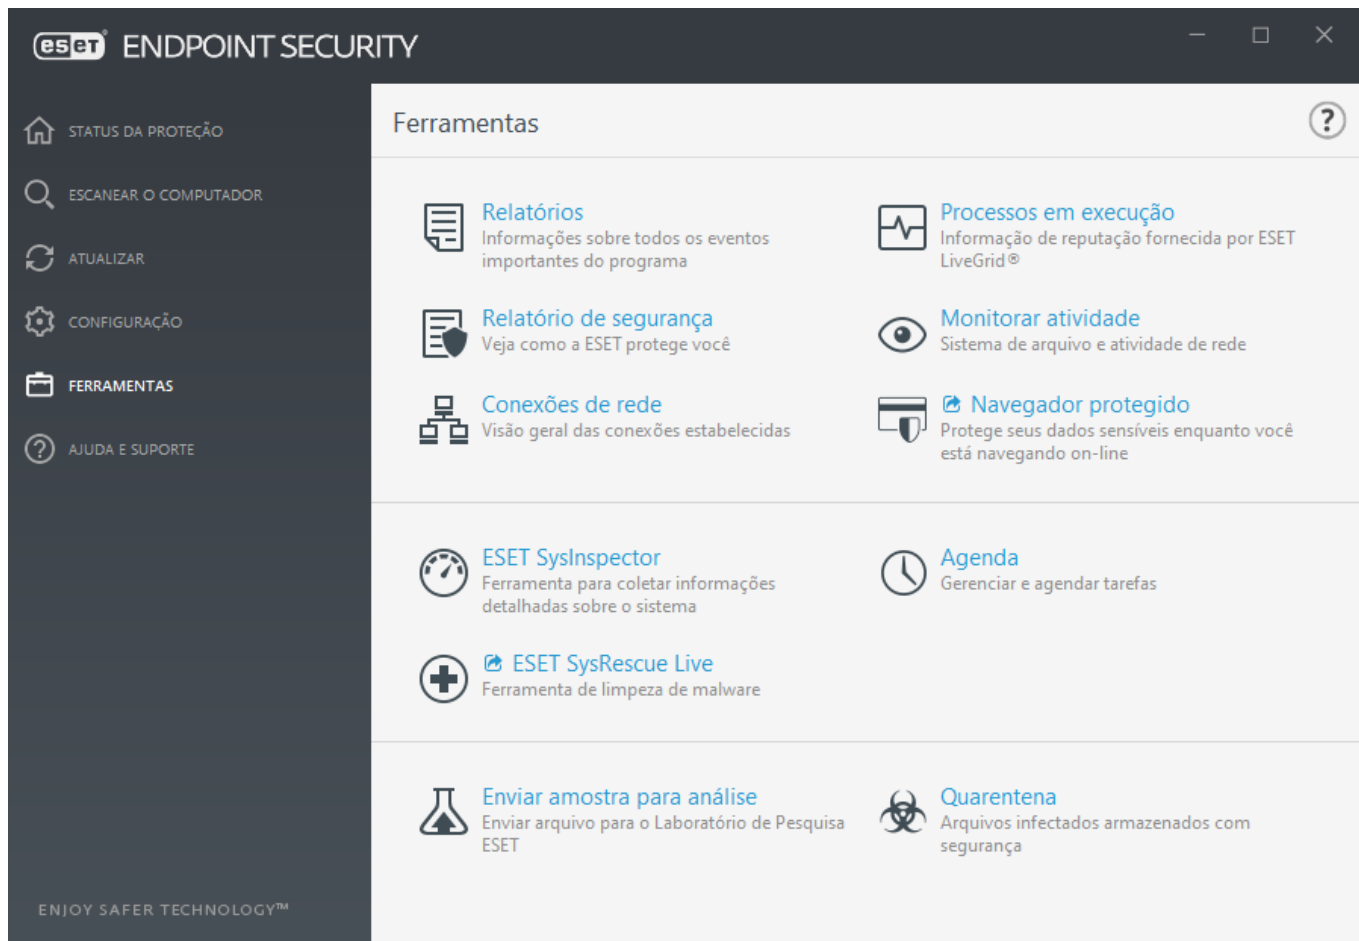 eset ENDPOINT SECURITY
STATUS DA PROTEÇÃO
ESCANEAR O COMPUTADOR
ATUALIZAR
CONFIGURAÇÃO
FERRAMENTAS
AJUDA E SUPORTE
ENJOY SAFER TECHNOLOGY™
Ferramentas
?
Relatórios
Informações sobre todos os eventos
importantes do programa
Processos em execução
Informação de reputação fornecida por ESET
LiveGrid®
Relatório de segurança
Veja como a ESET protege você
Monitorar atividade
Sistema de arquivo e atividade de rede
Conexões de rede
Visão geral das conexões estabelecidas
Navegador protegido
Protege seus dados sensíveis enquanto você
está navegando on-line
ESET SysInspector
Ferramenta para coletar informações
detalhadas sobre o sistema
Agenda
Gerenciar e agendar tarefas
ESET SysRescue Live
Ferramenta de limpeza de malware
Enviar amostra para análise
Enviar arquivo para o Laboratório de Pesquisa
ESET
Quarentena
Arquivos infectados armazenados com
segurança